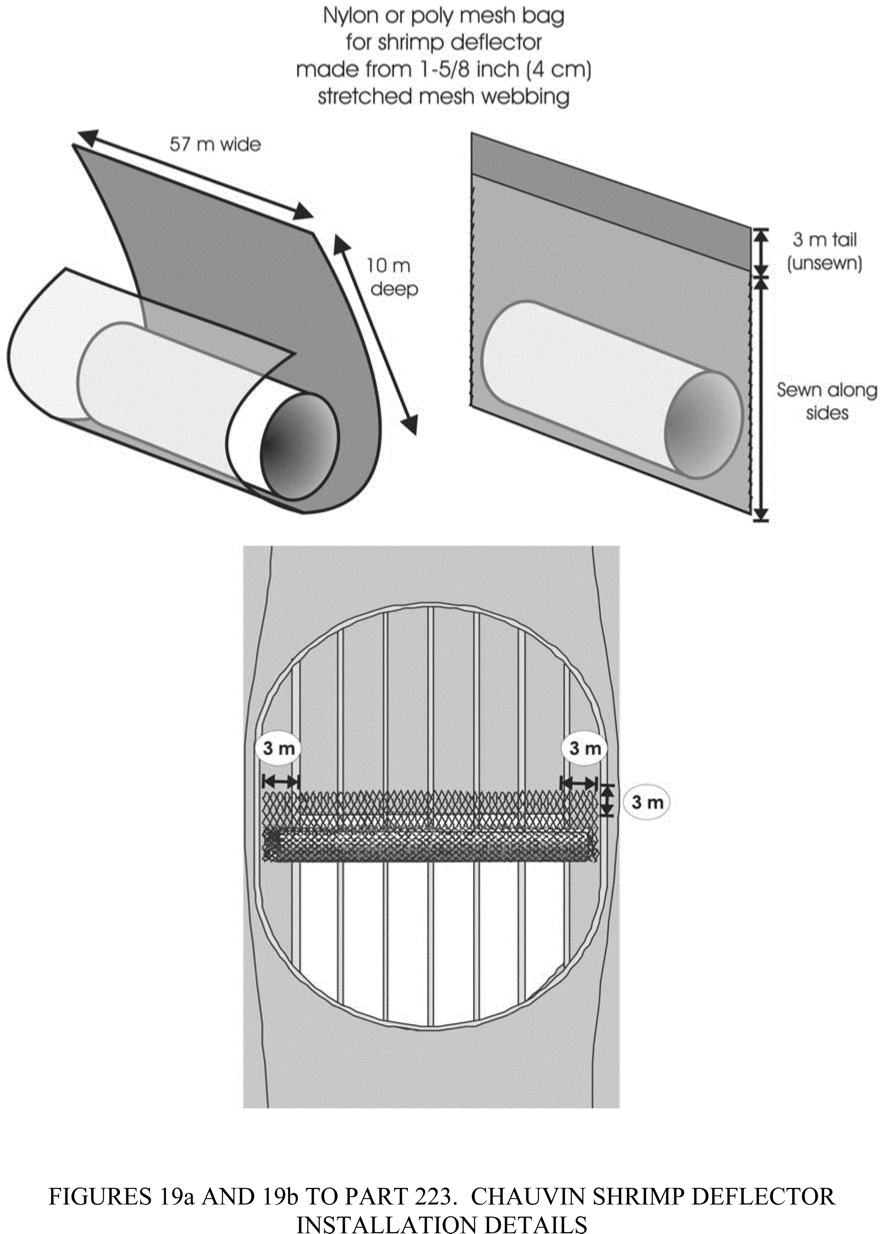 Nylon or poly mesh bag
for shrimp deflector
made from 1-5/8 inch (4 cm)
stretched mesh webbing
57 m wide
10 m
deep
3 m tail
(unsewn)
Sewn along
sides
3 m
3 m
3 m
FIGURES 19a AND 19b TO PART 223.  CHAUVIN SHRIMP DEFLECTOR
INSTALLATION DETAILS